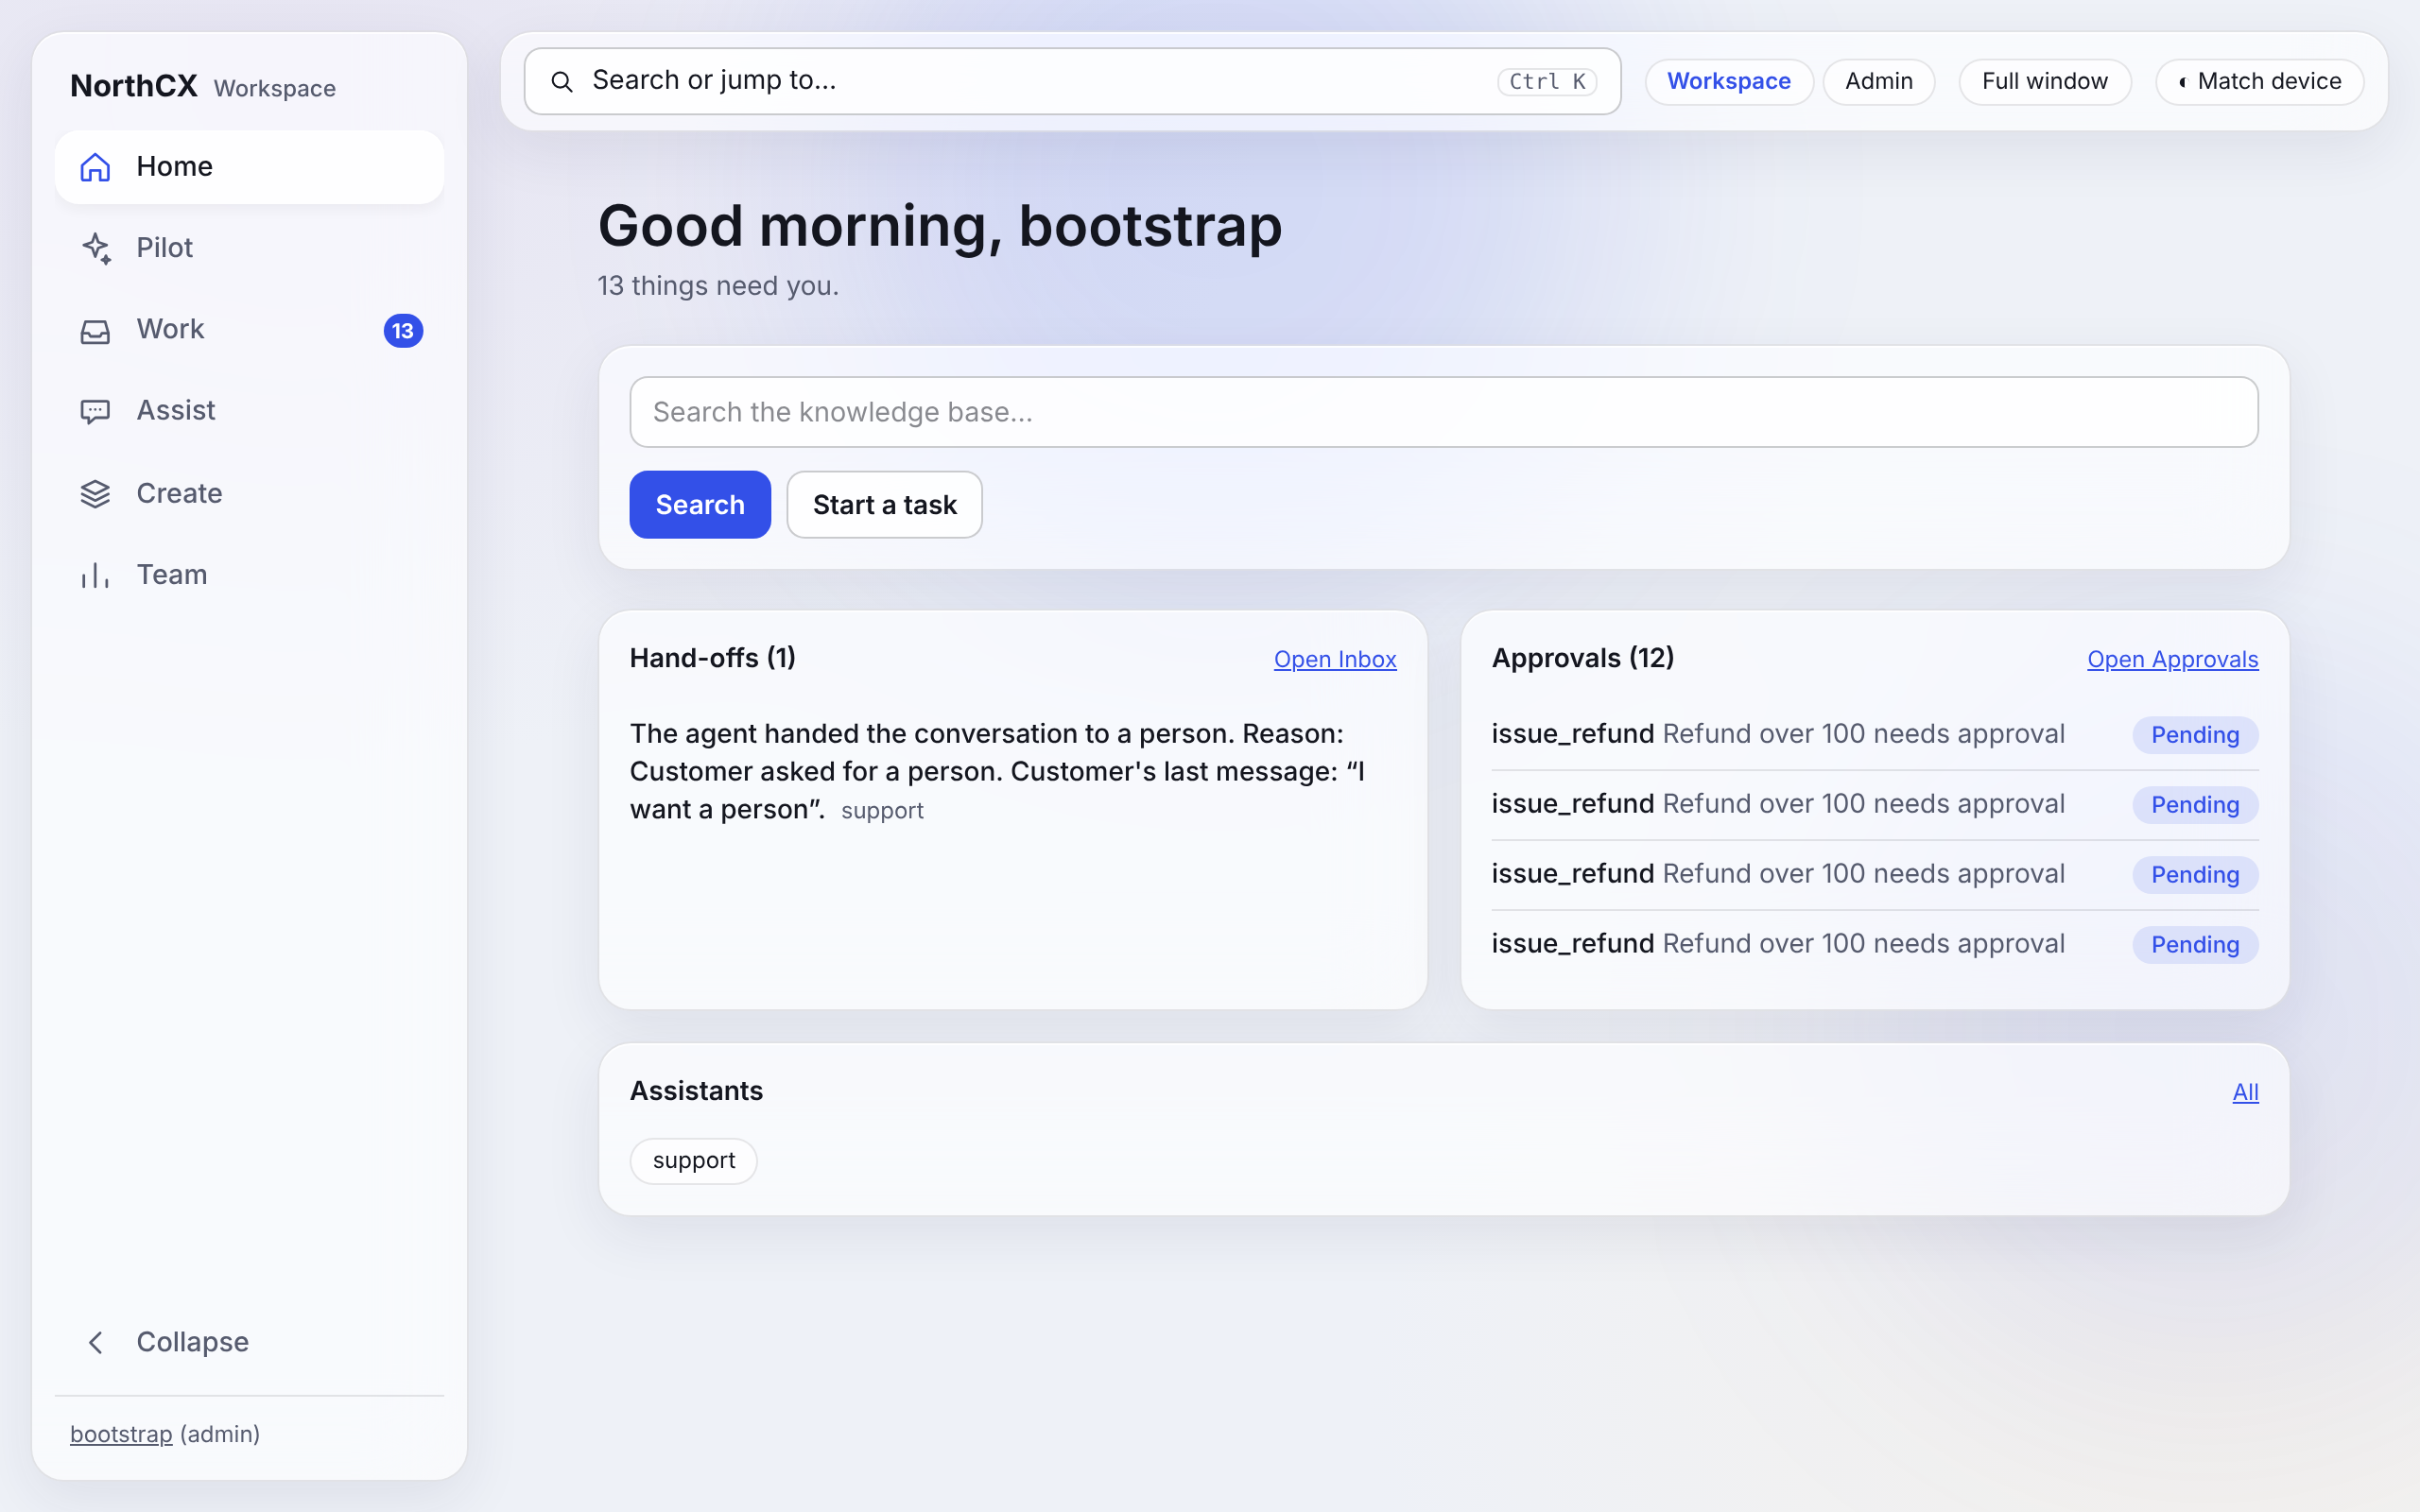 NorthCX Workspace
Home
Pilot
Work 13
Assist
Create
Team
Collapse
bootstrap (admin)
Search or jump to... Ctrl K
Workspace Admin Full window Match device
Good morning, bootstrap
13 things need you.
Search the knowledge base...
Search Start a task
Hand-offs (1) Open Inbox
The agent handed the conversation to a person. Reason:
Customer asked for a person. Customer's last message: “I
want a person”. support
Approvals (12) Open Approvals
issue_refund Refund over 100 needs approval Pending
issue_refund Refund over 100 needs approval Pending
issue_refund Refund over 100 needs approval Pending
issue_refund Refund over 100 needs approval Pending
Assistants All
support